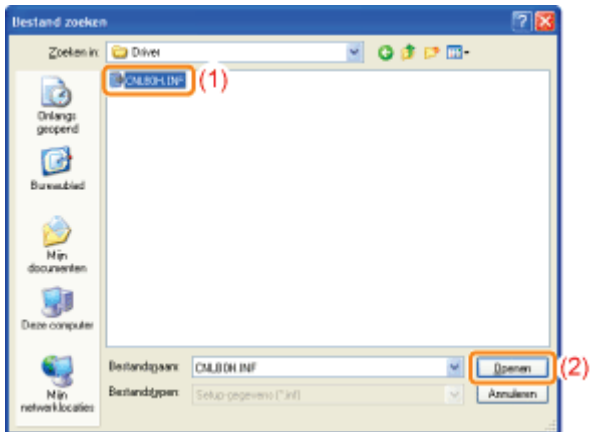 Bestand zoeken
Zoeken in: Driver
CNLB0H.INF (1)
Onlangs geopend
Bureaublad
Mijn documenten
Deze computer
Mijn netwerklocaties
Bestandsnaam: CNLB0H.INF Openen (2)
Bestandstypen: Setup-gegevens (*.inf) Annuleren